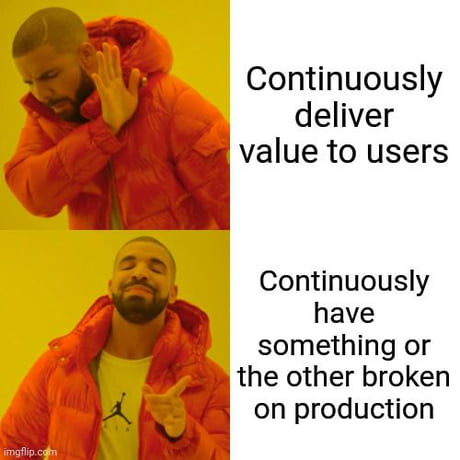 Continuously
deliver
value to users
Continuously
have
something or
the other broken
on production
imgflip.com